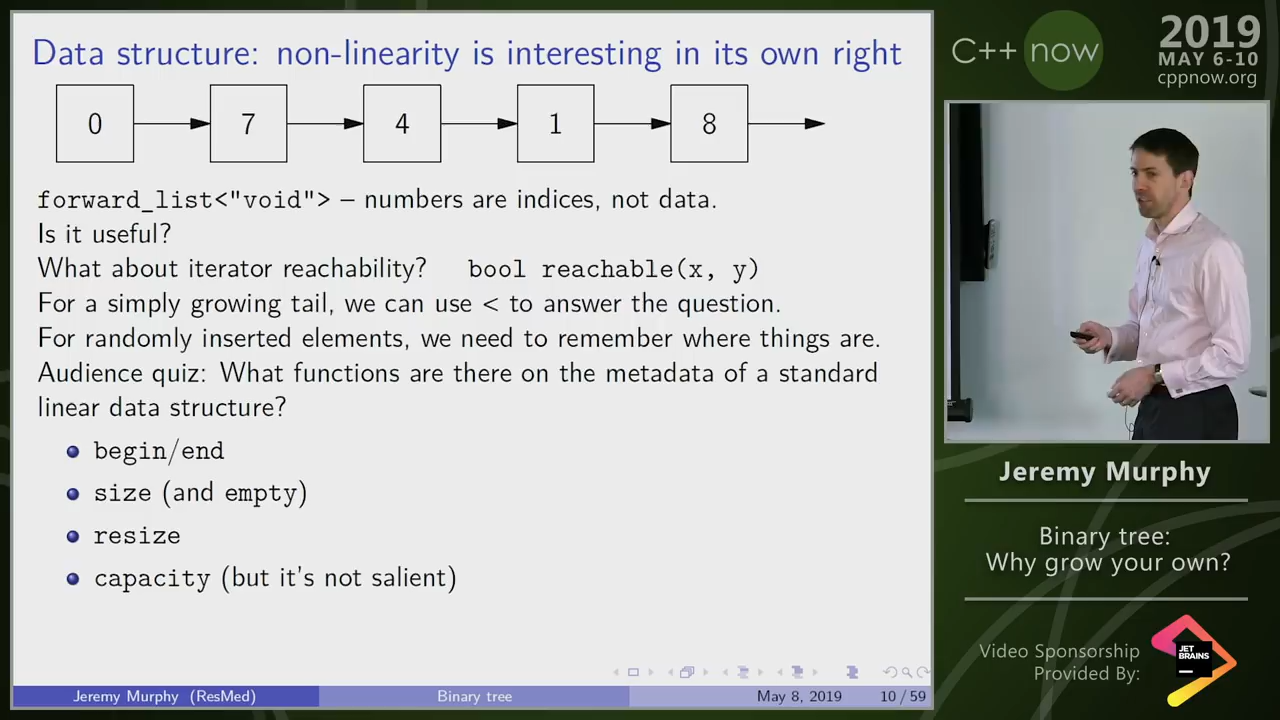 Data structure: non-linearity is interesting in its own right
0 7 4 1 8
forward_list<"void"> – numbers are indices, not data.
Is it useful?
What about iterator reachability? bool reachable(x, y)
For a simply growing tail, we can use < to answer the question.
For randomly inserted elements, we need to remember where things are.
Audience quiz: What functions are there on the metadata of a standard
linear data structure?
begin/end
size (and empty)
resize
capacity (but it's not salient)
Jeremy Murphy (ResMed) Binary tree May 8, 2019 10 / 59
C++ now
2019
MAY 6-10
cppnow.org
Jeremy Murphy
Binary tree:
Why grow your own?
Video Sponsorship
Provided By:
JET
BRAINS